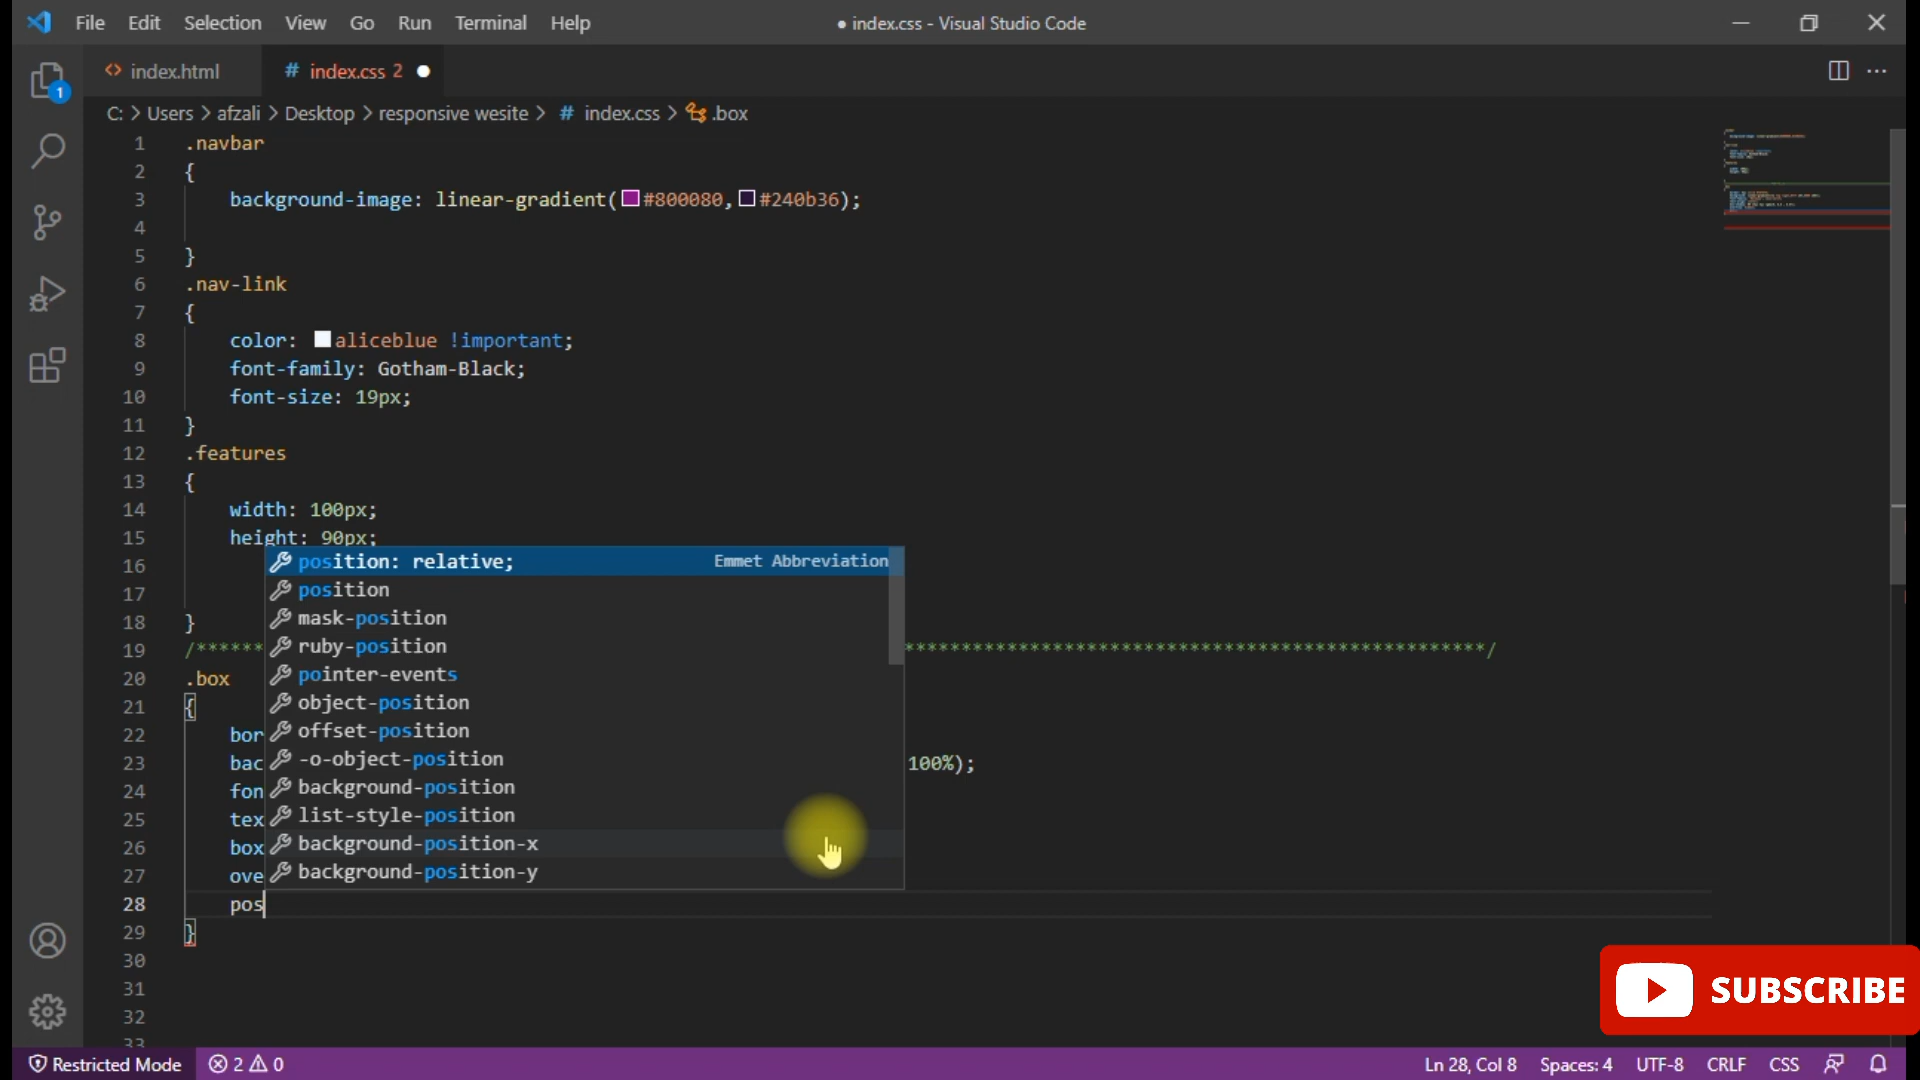 File Edit Selection View Go Run Terminal Help ● index.css - Visual Studio Code
index.html # index.css 2
C: > Users > afzali > Desktop > responsive wesite > # index.css > .box
1 .navbar
2 {
3 background-image: linear-gradient(#800080,#240b36);
4
5 }
6 .nav-link
7 {
8 color: aliceblue !important;
9 font-family: Gotham-Black;
10 font-size: 19px;
11 }
12 .features
13 {
14 width: 100px;
15 height: 90px;
16
17
18 }
19 /****** *****************************************************/
20 .box
21 {
22 bor
23 bac 100%);
24 fon
25 tex
26 box
27 ove
28 pos
29 }
30
31
32
33
position: relative; Emmet Abbreviation
position
mask-position
ruby-position
pointer-events
object-position
offset-position
-o-object-position
background-position
list-style-position
background-position-x
background-position-y
1
SUBSCRIBE
Restricted Mode 2 0 Ln 28, Col 8 Spaces: 4 UTF-8 CRLF CSS